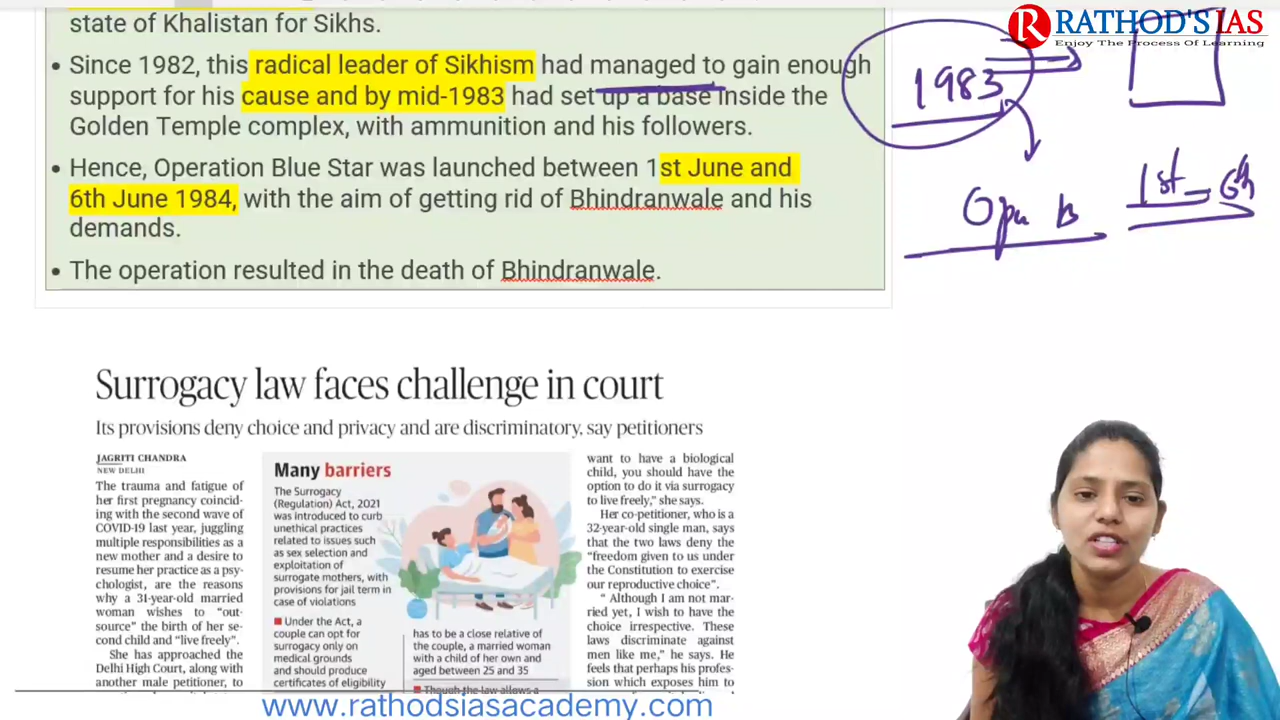 state of Khalistan for Sikhs.
• Since 1982, this radical leader of Sikhism had managed to gain enough
support for his cause and by mid-1983 had set up a base inside the
Golden Temple complex, with ammunition and his followers.
• Hence, Operation Blue Star was launched between 1st June and
6th June 1984, with the aim of getting rid of Bhindranwale and his
demands.
• The operation resulted in the death of Bhindranwale.
RATHOD'S IAS
Enjoy The Process Of Learning
1983
1st - 6th
Surrogacy law faces challenge in court
Its provisions deny choice and privacy and are discriminatory, say petitioners
JAGRITI CHANDRA
NEW DELHI
The trauma and fatigue of
her first pregnancy coincid-
ing with the second wave of
COVID-19 last year, juggling
multiple responsibilities as a
new mother and a desire to
resume her practice as a psy-
chologist, are the reasons
why a 31-year-old married
woman wishes to "out-
source" the birth of her se-
cond child and "live freely".
She has approached the
Delhi High Court, along with
another male petitioner, to
Many barriers
The Surrogacy
(Regulation) Act, 2021
was introduced to curb
unethical practices
related to issues such
as sex selection and
exploitation of
surrogate mothers, with
provisions for jail term in
case of violations
■ Under the Act, a
couple can opt for
surrogacy only on
medical grounds
and should produce
certificates of eligibility
has to be a close relative of
the couple, a married woman
with a child of her own and
aged between 25 and 35
■ Though the law allows a
want to have a biological
child, you should have the
option to do it via surrogacy
to live freely," she says.
Her co-petitioner, who is a
32-year-old single man, says
that the two laws deny the
"freedom given to us under
the Constitution to exercise
our reproductive choice".
" Although I am not mar-
ried yet, I wish to have the
choice irrespective. These
laws discriminate against
men like me," he says. He
feels that perhaps his profes-
sion which exposes him to
www.rathodsiasacademy.com